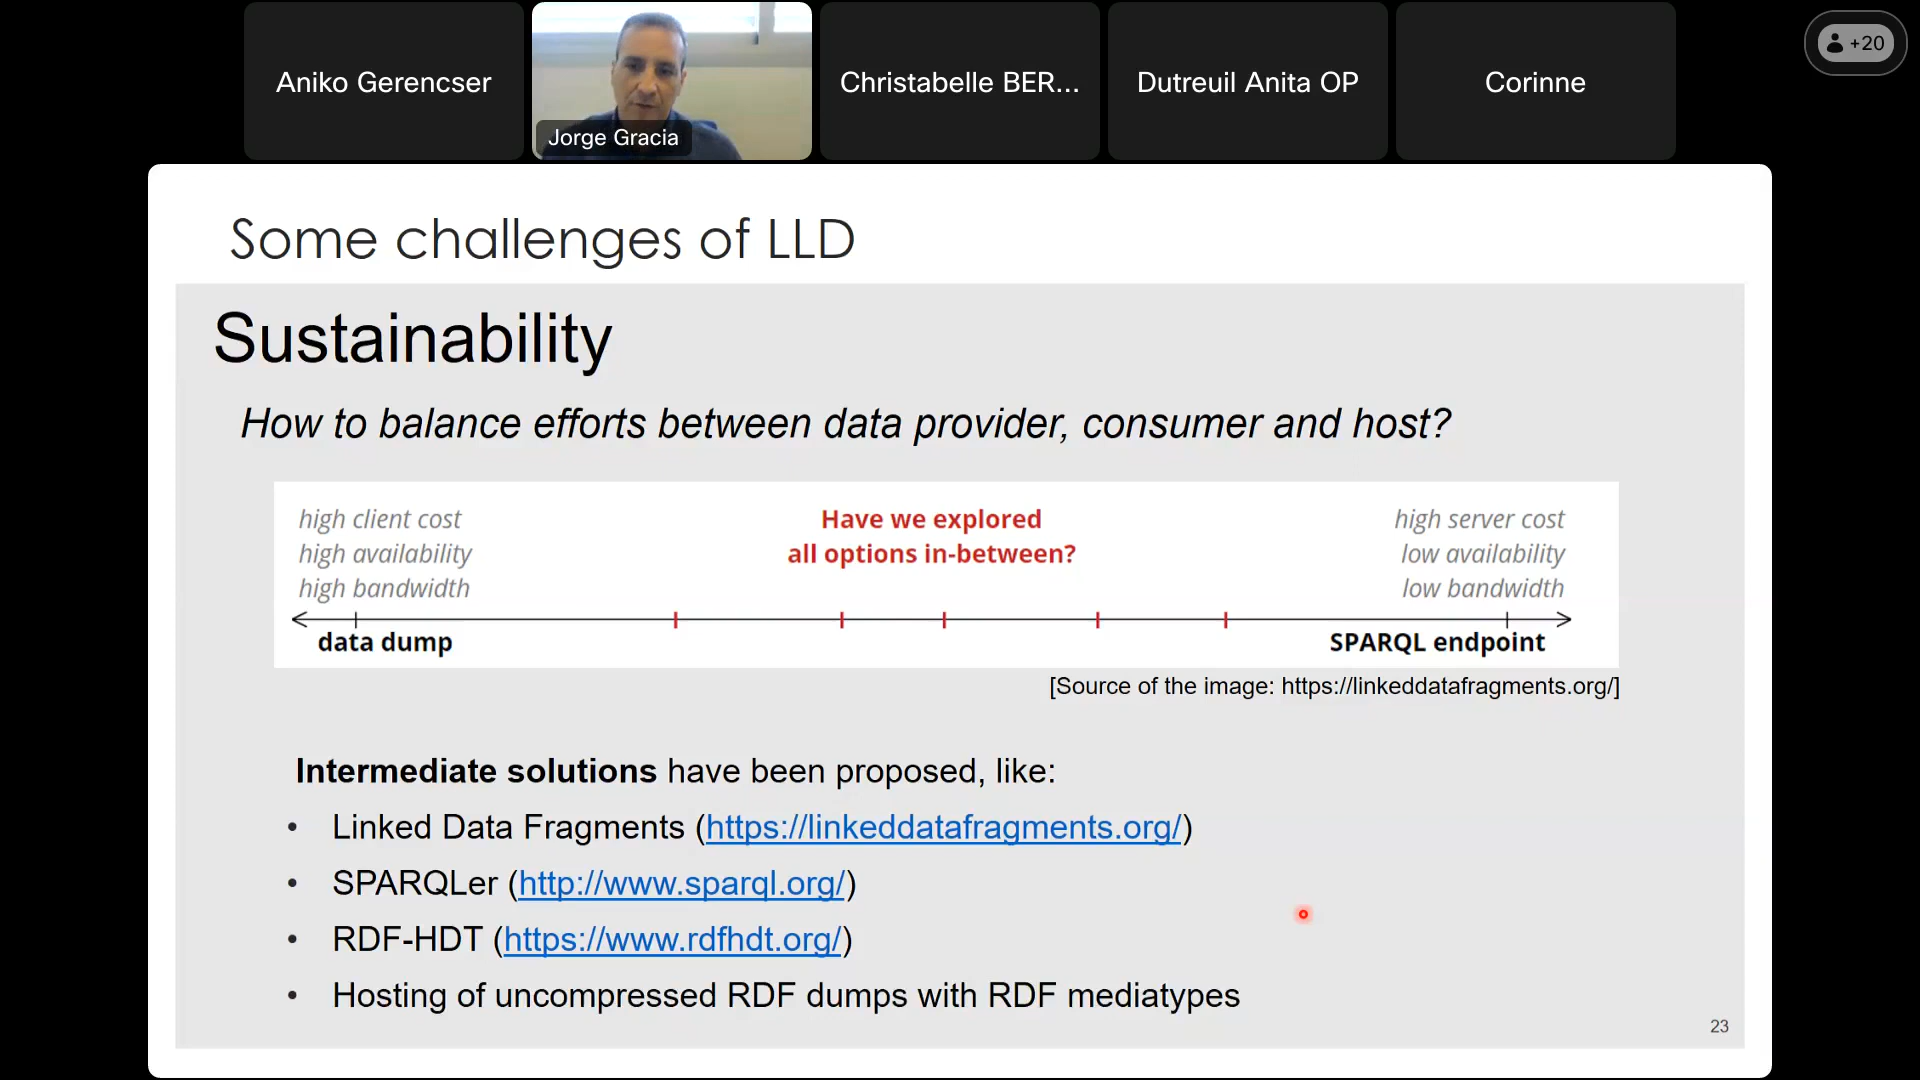 Aniko Gerencser
Jorge Gracia
Christabelle BER...
Dutreuil Anita OP
Corinne
+20
Some challenges of LLD
Sustainability
How to balance efforts between data provider, consumer and host?
high client cost
high availability
high bandwidth
Have we explored
all options in-between?
high server cost
low availability
low bandwidth
data dump
SPARQL endpoint
[Source of the image: https://linkeddatafragments.org/]
Intermediate solutions have been proposed, like:
• Linked Data Fragments (https://linkeddatafragments.org/)
• SPARQLer (http://www.sparql.org/)
• RDF-HDT (https://www.rdfhdt.org/)
• Hosting of uncompressed RDF dumps with RDF mediatypes
23